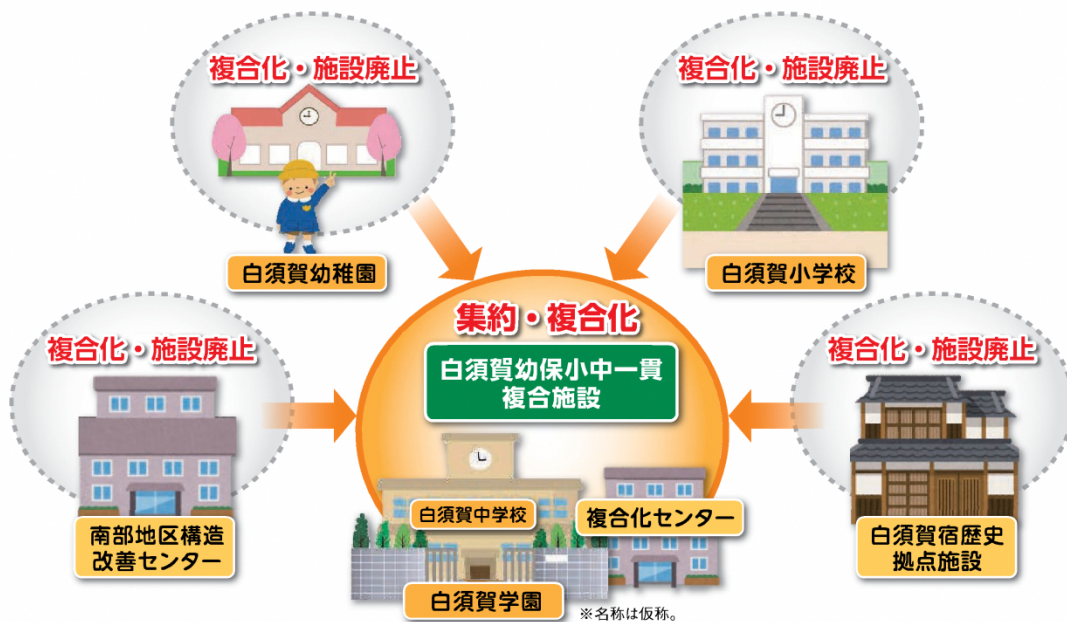 複合化・施設廃止
白須賀幼稚園
複合化・施設廃止
白須賀小学校
複合化・施設廃止
南部地区構造
改善センター
集約・複合化
白須賀幼保小中一貫
複合施設
白須賀中学校
複合化センター
白須賀学園
※名称は仮称。
複合化・施設廃止
白須賀宿歴史
拠点施設